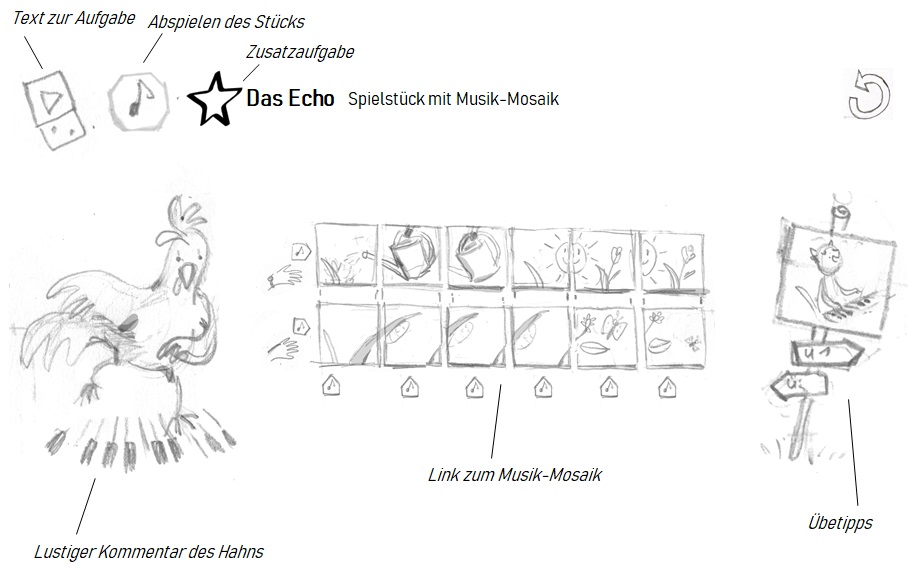 Text zur Aufgabe
Abspielen des Stücks
Zusatzaufgabe
Das Echo Spielstück mit Musik-Mosaik
Link zum Musik-Mosaik
Übetipps
Lustiger Kommentar des Hahns